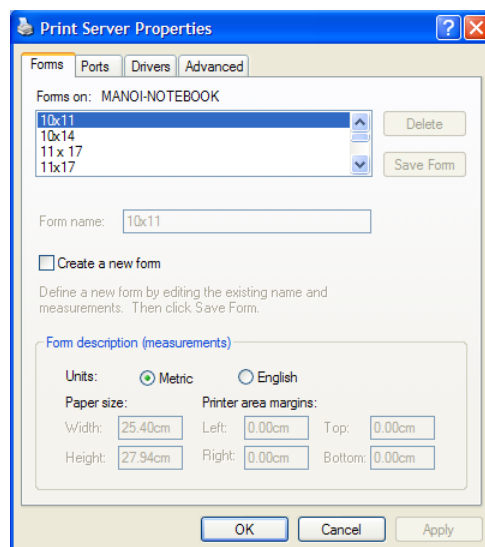 Print Server Properties
Forms Ports Drivers Advanced
Forms on: MANOJ-NOTEBOOK
10x11
10x14
11 x 17
11x17
Delete
Save Form
Form name: 10x11
Create a new form
Define a new form by editing the existing name and
measurements. Then click Save Form.
Form description (measurements)
Units: Metric English
Paper size: Printer area margins:
Width: 25.40cm Left: 0.00cm Top: 0.00cm
Height: 27.94cm Right: 0.00cm Bottom: 0.00cm
OK Cancel Apply